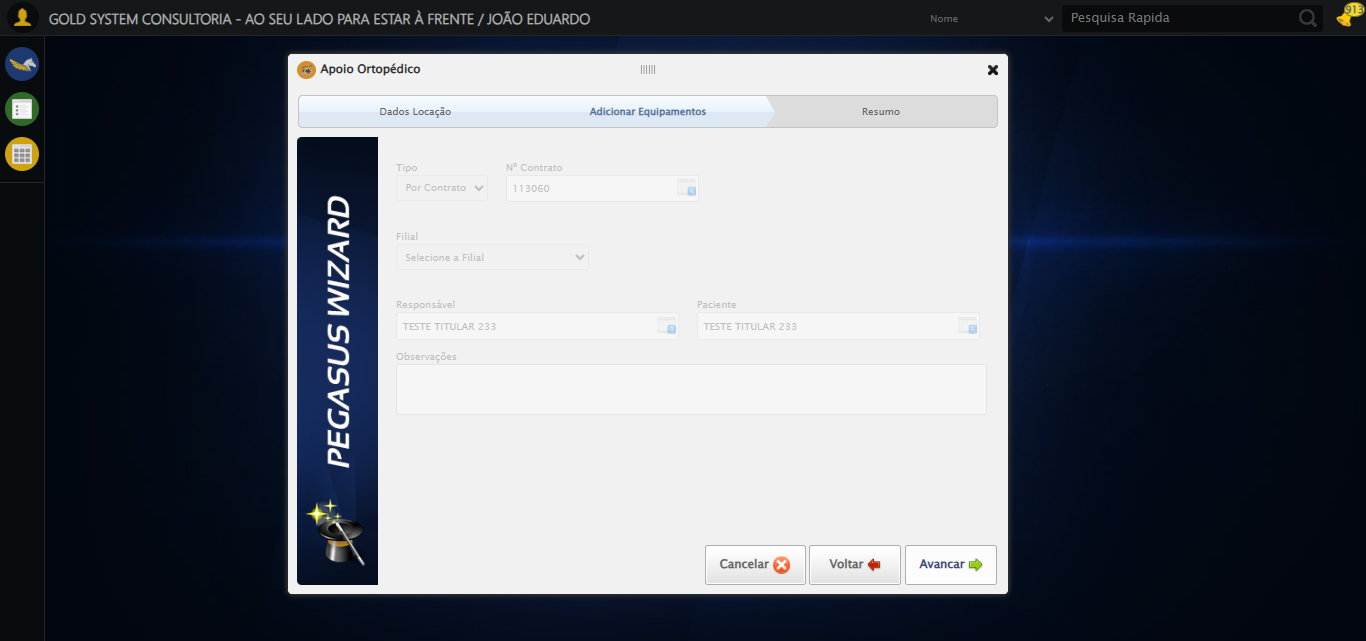 GOLD SYSTEM CONSULTORIA - AO SEU LADO PARA ESTAR À FRENTE / JOÃO EDUARDO
Nome
Pesquisa Rapida
913
Apoio Ortopédico
Dados Locação
Adicionar Equipamentos
Resumo
PEGASUS WIZARD
Tipo
Nº Contrato
Por Contrato
113060
Filial
Selecione a Filial
Responsável
Paciente
TESTE TITULAR 233
TESTE TITULAR 233
Observações
Cancelar
Voltar
Avancar